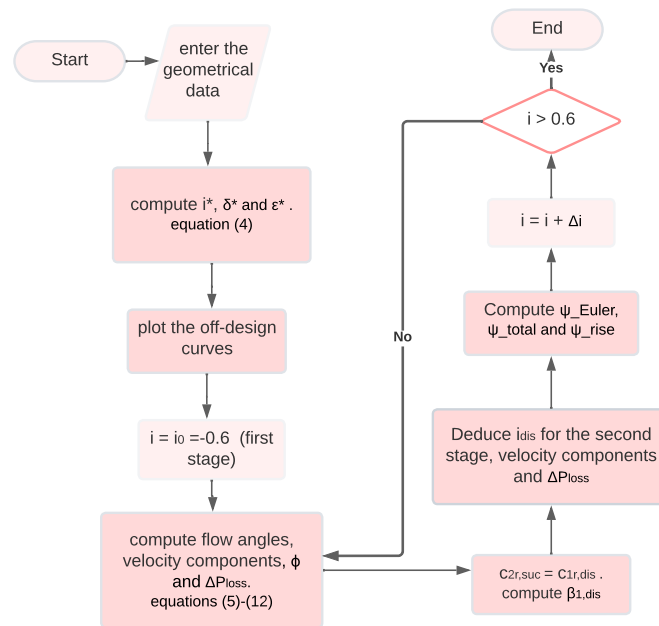 Start
enter the
geometrical
data
compute i*, δ* and ε* .
equation (4)
plot the off-design
curves
i = i0 =-0.6 (first
stage)
compute flow angles,
velocity components, ϕ
and ΔPloss.
equations (5)-(12)
c2r,suc = c1r,dis .
compute β1,dis
Deduce idis for the second
stage, velocity components
and ΔPloss
Compute ψ_Euler,
ψ_total and ψ_rise
i = i + Δi
i > 0.6
No
Yes
End